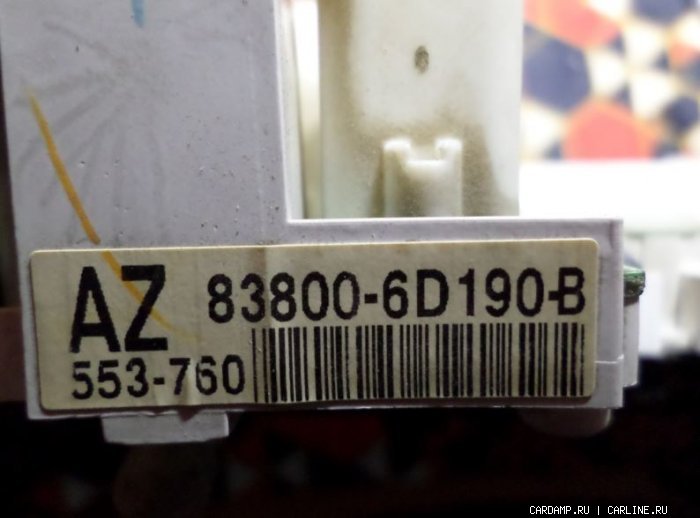 AZ 83800-6D190-B
553-760
CARDAMP.RU | CARLINE.RU